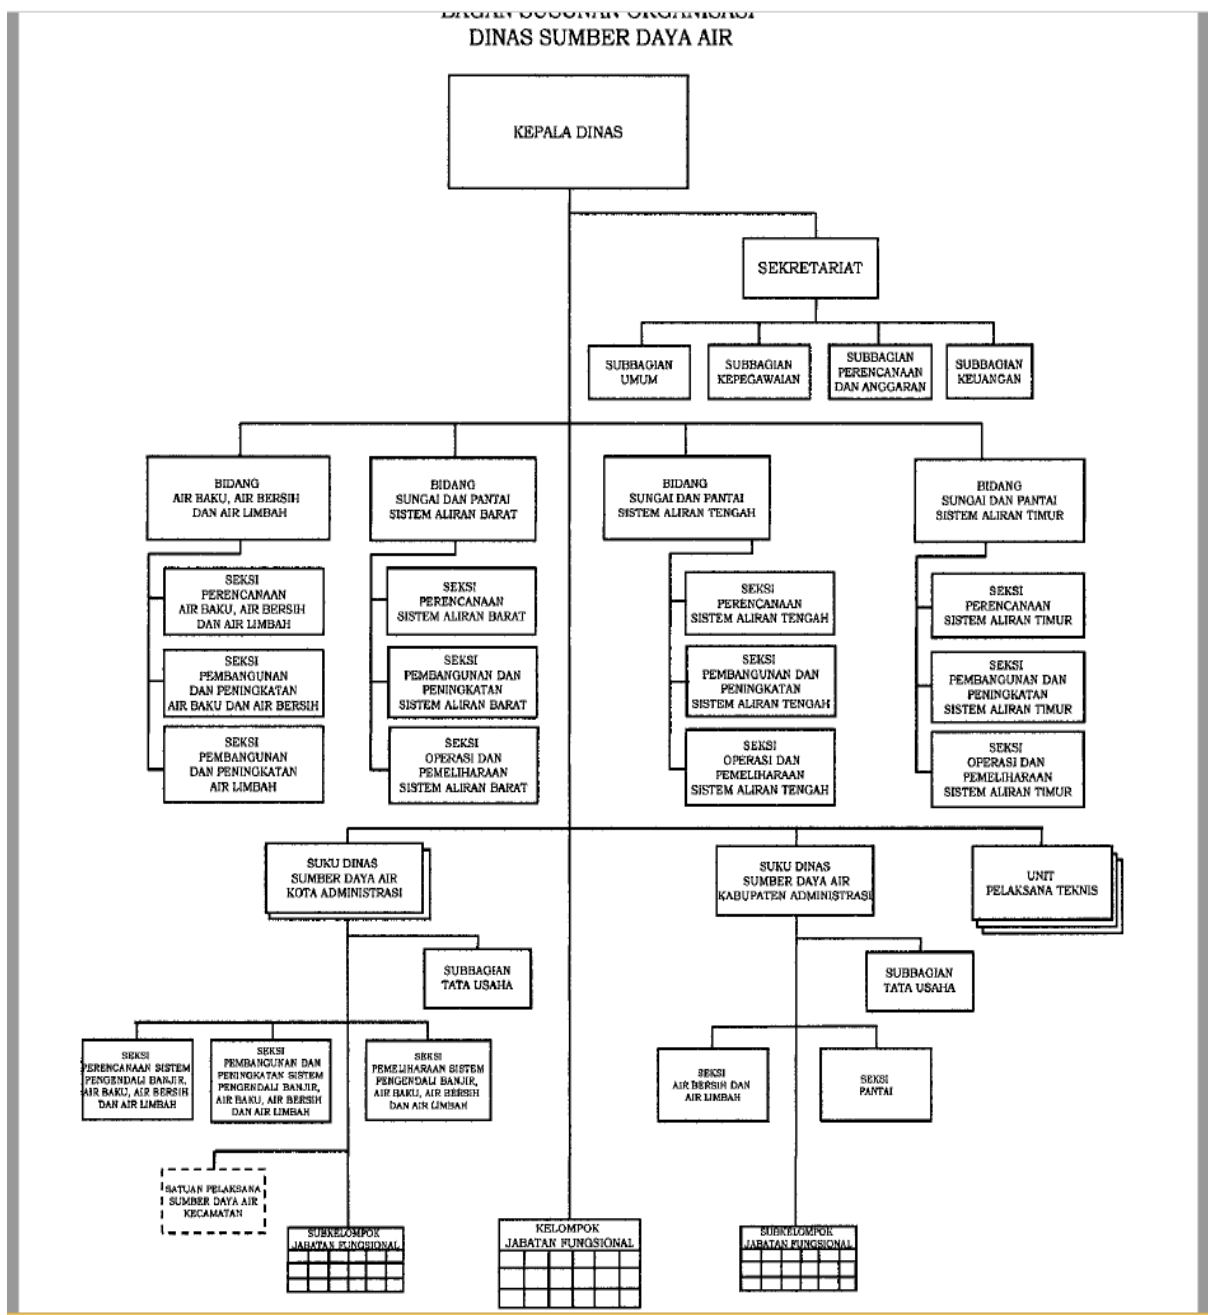 BAGAN SUSUNAN ORGANISASI
DINAS SUMBER DAYA AIR
KEPALA DINAS
SEKRETARIAT
SUBBAGIAN
UMUM
SUBBAGIAN
KEPEGAWAIAN
SUBBAGIAN
PERENCANAAN
DAN ANGGARAN
SUBBAGIAN
KEUANGAN
BIDANG
AIR BAKU, AIR BERSIH
DAN AIR LIMBAH
BIDANG
SUNGAI DAN PANTAI
SISTEM ALIRAN BARAT
BIDANG
SUNGAI DAN PANTAI
SISTEM ALIRAN TENGAH
BIDANG
SUNGAI DAN PANTAI
SISTEM ALIRAN TIMUR
SEKSI
PERENCANAAN
AIR BAKU, AIR BERSIH
DAN AIR LIMBAH
SEKSI
PEMBANGUNAN
DAN PENINGKATAN
AIR BAKU DAN AIR BERSIH
SEKSI
PEMBANGUNAN
DAN PENINGKATAN
AIR LIMBAH
SEKSI
PERENCANAAN
SISTEM ALIRAN BARAT
SEKSI
PEMBANGUNAN DAN
PENINGKATAN
SISTEM ALIRAN BARAT
SEKSI
OPERASI DAN
PEMELIHARAAN
SISTEM ALIRAN BARAT
SEKSI
PERENCANAAN
SISTEM ALIRAN TENGAH
SEKSI
PEMBANGUNAN DAN
PENINGKATAN
SISTEM ALIRAN TENGAH
SEKSI
OPERASI DAN
PEMELIHARAAN
SISTEM ALIRAN TENGAH
SEKSI
PERENCANAAN
SISTEM ALIRAN TIMUR
SEKSI
PEMBANGUNAN DAN
PENINGKATAN
SISTEM ALIRAN TIMUR
SEKSI
OPERASI DAN
PEMELIHARAAN
SISTEM ALIRAN TIMUR
SUKU DINAS
SUMBER DAYA AIR
KOTA ADMINISTRASI
SUKU DINAS
SUMBER DAYA AIR
KABUPATEN ADMINISTRASI
UNIT
PELAKSANA TEKNIS
SUBBAGIAN
TATA USAHA
SUBBAGIAN
TATA USAHA
SEKSI
PERENCANAAN SISTEM
PENGENDALI BANJIR,
AIR BAKU, AIR BERSIH
DAN AIR LIMBAH
SEKSI
PEMBANGUNAN DAN
PENINGKATAN SISTEM
PENGENDALI BANJIR,
AIR BAKU, AIR BERSIH
DAN AIR LIMBAH
SEKSI
PEMELIHARAAN SISTEM
PENGENDALI BANJIR,
AIR BAKU, AIR BERSIH
DAN AIR LIMBAH
SEKSI
AIR BERSIH DAN
AIR LIMBAH
SEKSI
PANTAI
SATUAN PELAKSANA
SUMBER DAYA AIR
KECAMATAN
SUBKELOMPOK
JABATAN FUNGSIONAL
KELOMPOK
JABATAN FUNGSIONAL
SUBKELOMPOK
JABATAN FUNGSIONAL